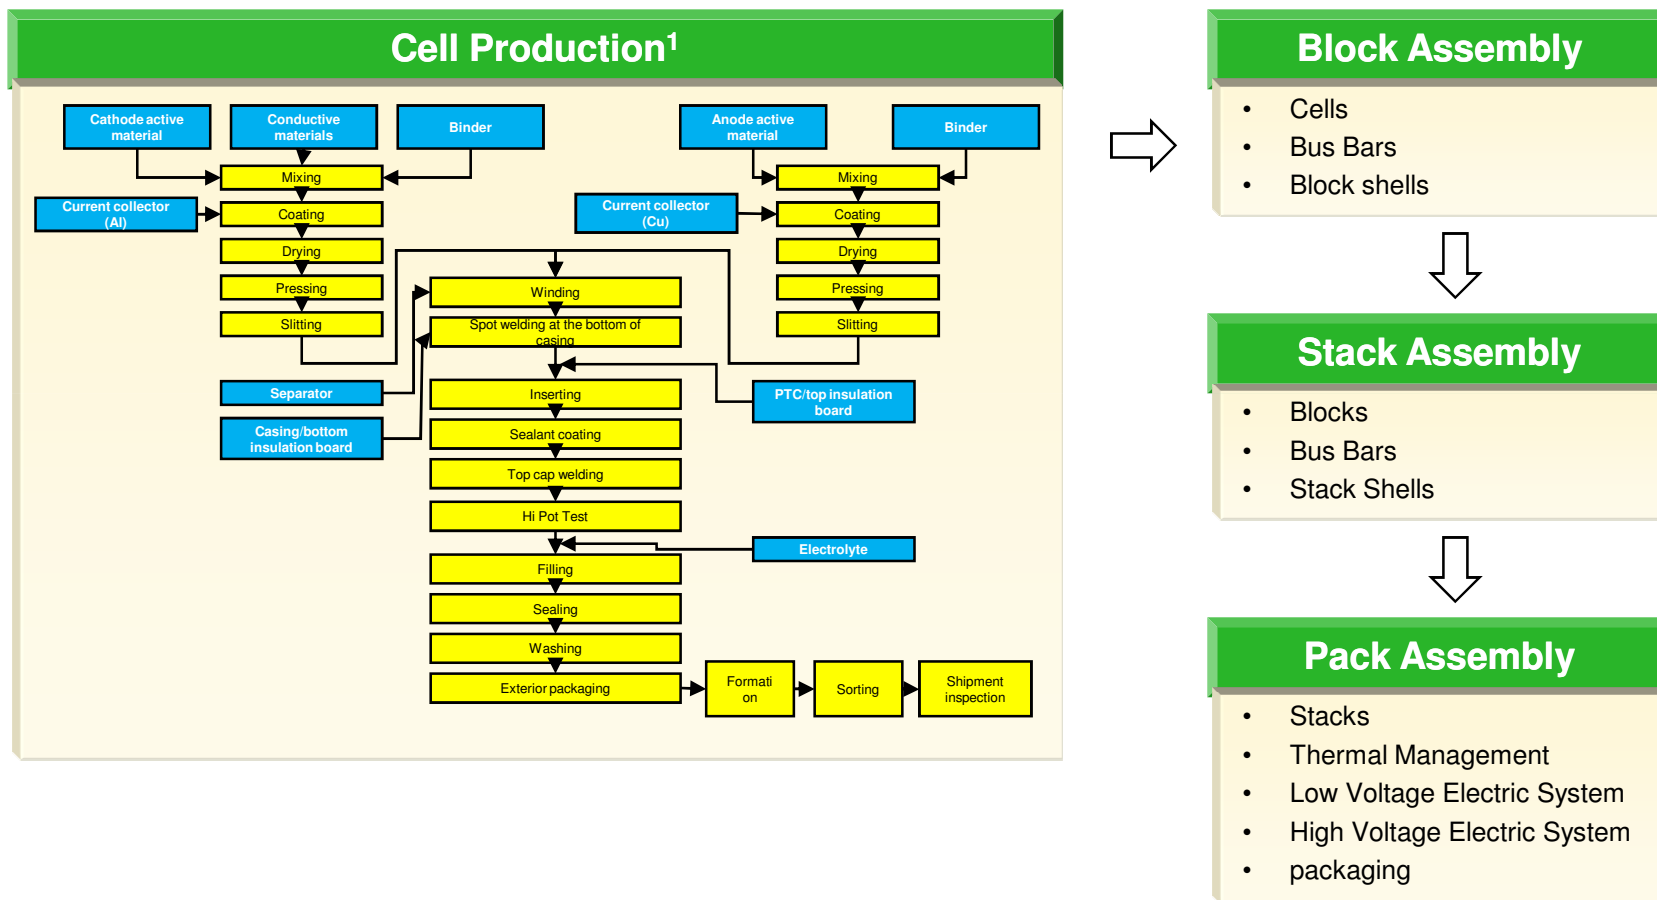 Cell Production¹
Cathode active
material
Conductive
materials
Binder
Anode active
material
Binder
Mixing
Mixing
Current collector
(Al)
Coating
Current collector
(Cu)
Coating
Drying
Drying
Pressing
Winding
Pressing
Slitting
Spot welding at the bottom of
casing
Slitting
Separator
Inserting
PTC/top insulation
board
Casing/bottom
insulation board
Sealant coating
Top cap welding
Hi Pot Test
Electrolyte
Filling
Sealing
Washing
Exterior packaging
Formati
on
Sorting
Shipment
inspection
Block Assembly
• Cells
• Bus Bars
• Block shells
Stack Assembly
• Blocks
• Bus Bars
• Stack Shells
Pack Assembly
• Stacks
• Thermal Management
• Low Voltage Electric System
• High Voltage Electric System
• packaging